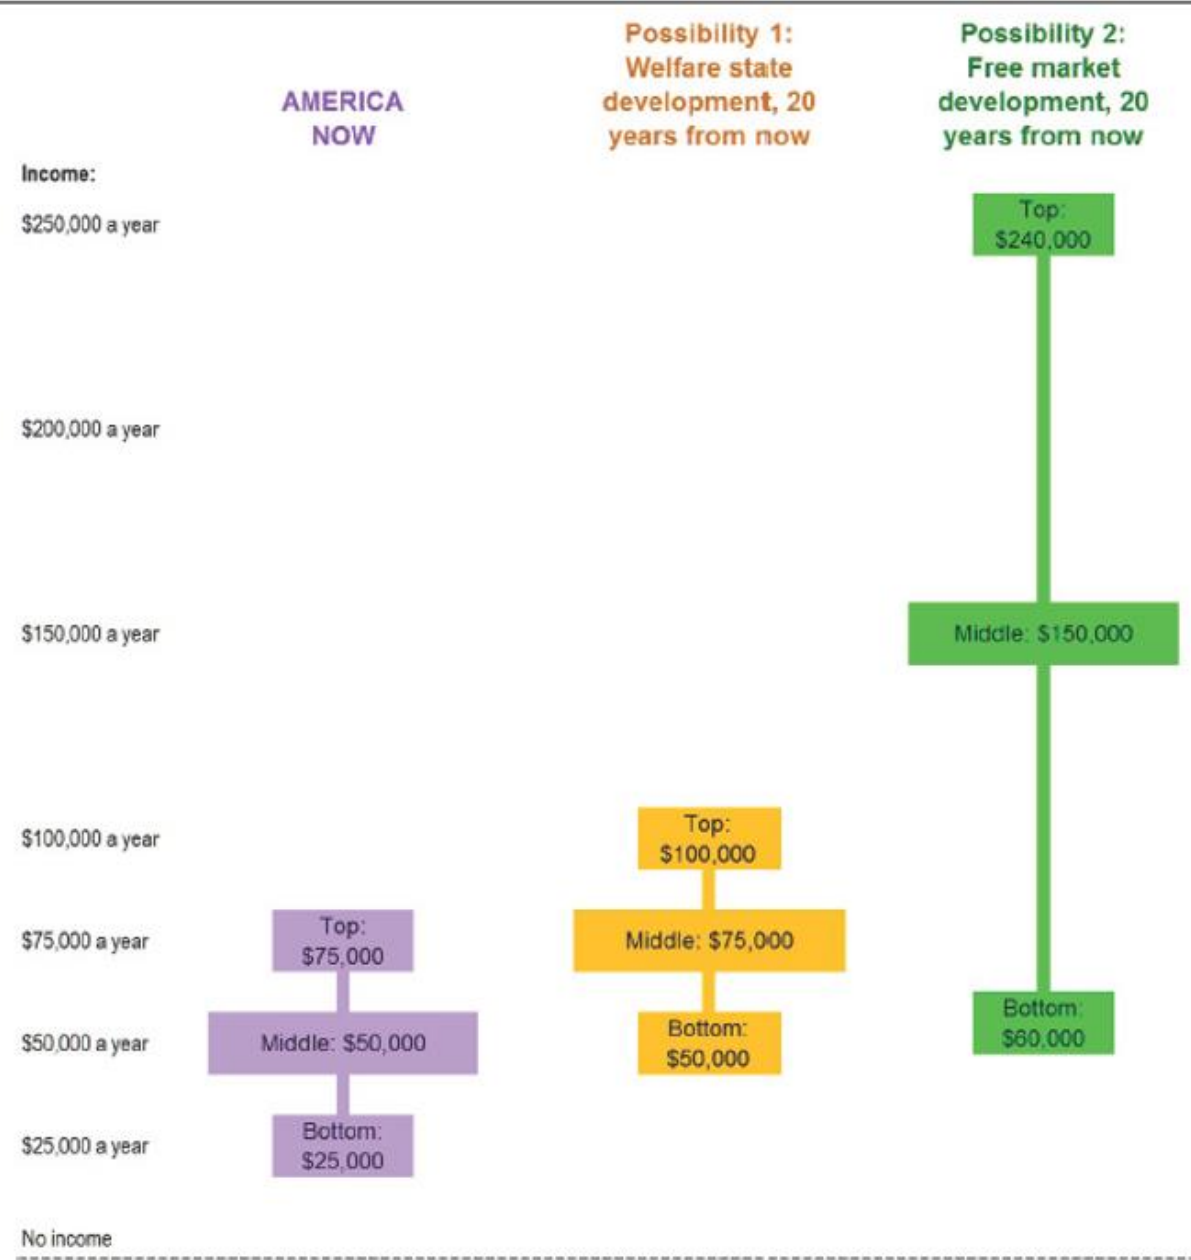 AMERICA
NOW
Possibility 1:
Welfare state
development, 20
years from now
Possibility 2:
Free market
development, 20
years from now
Income:
$250,000 a year
Top:
$240,000
$200,000 a year
$150,000 a year
Middle: $150,000
$100,000 a year
Top:
$100,000
$75,000 a year
Top:
$75,000
Middle: $75,000
$50,000 a year
Middle: $50,000
Bottom:
$50,000
Bottom:
$60,000
$25,000 a year
Bottom:
$25,000
No income